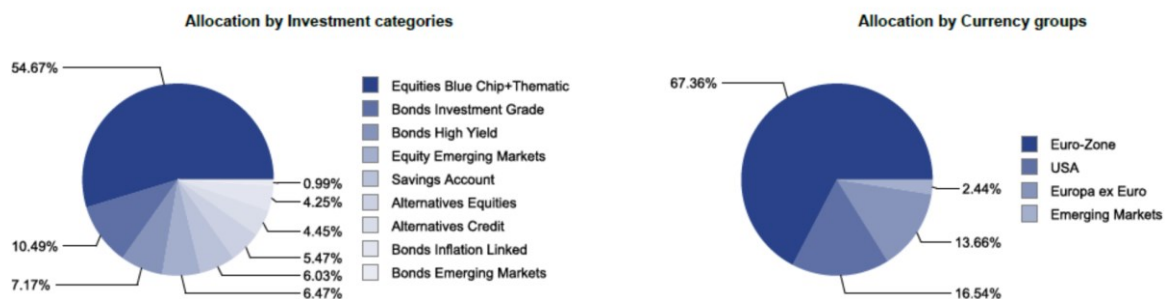 Allocation by Investment categories
54.67%
10.49%
7.17%
6.47%
6.03%
5.47%
4.45%
4.25%
0.99%
Equities Blue Chip+Thematic
Bonds Investment Grade
Bonds High Yield
Equity Emerging Markets
Savings Account
Alternatives Equities
Alternatives Credit
Bonds Inflation Linked
Bonds Emerging Markets
Allocation by Currency groups
67.36%
16.54%
13.66%
2.44%
Euro-Zone
USA
Europa ex Euro
Emerging Markets